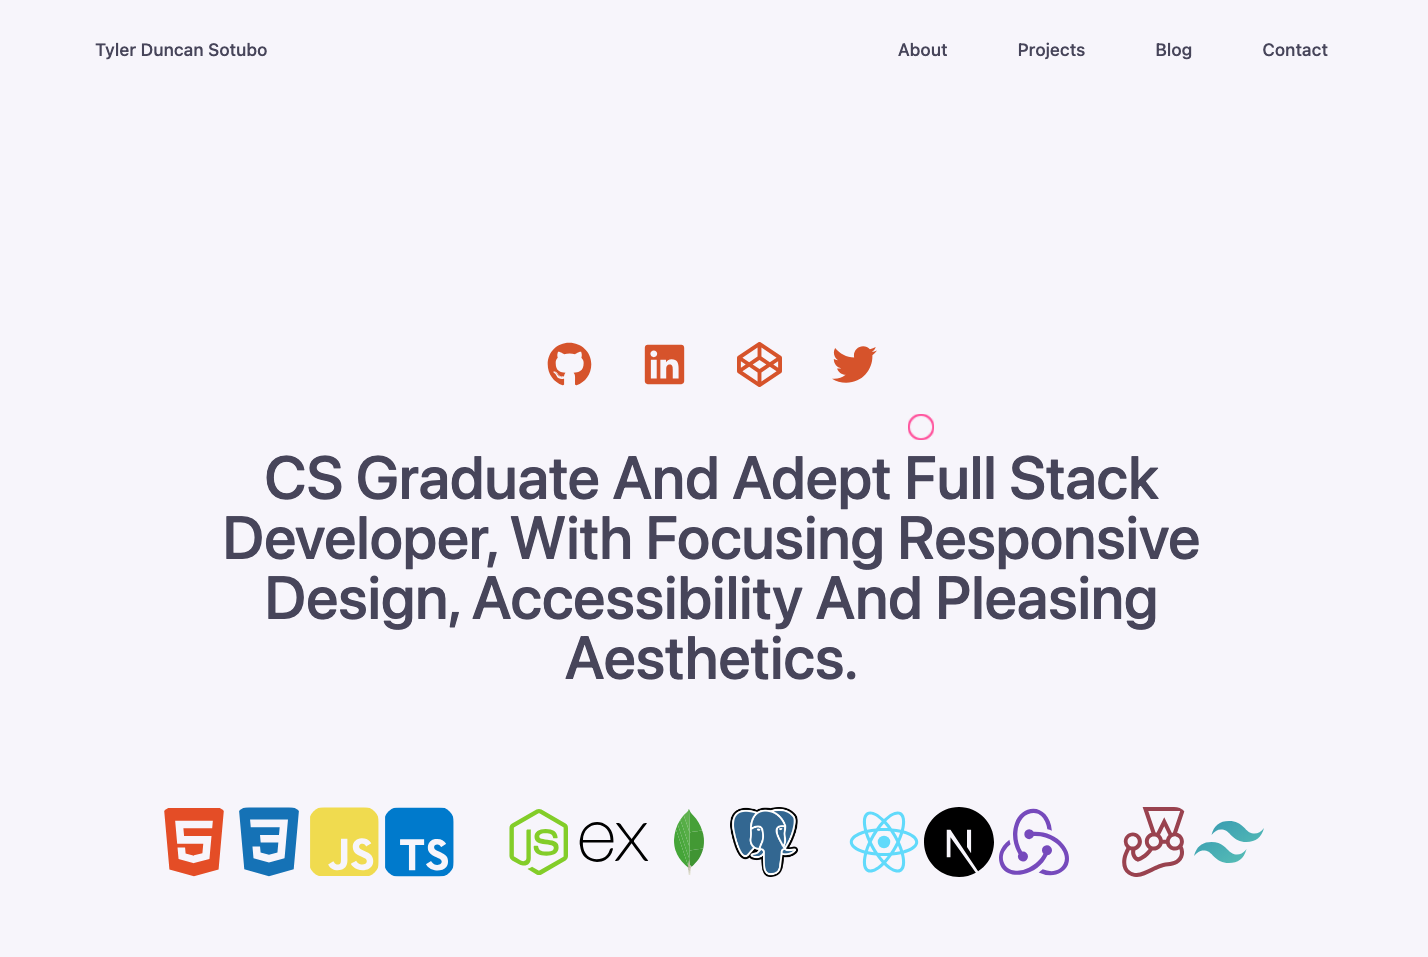 Tyler Duncan Sotubo
About Projects Blog Contact
in
CS Graduate And Adept Full Stack
Developer, With Focusing Responsive
Design, Accessibility And Pleasing
Aesthetics.
5 3 JS TS JS ex N